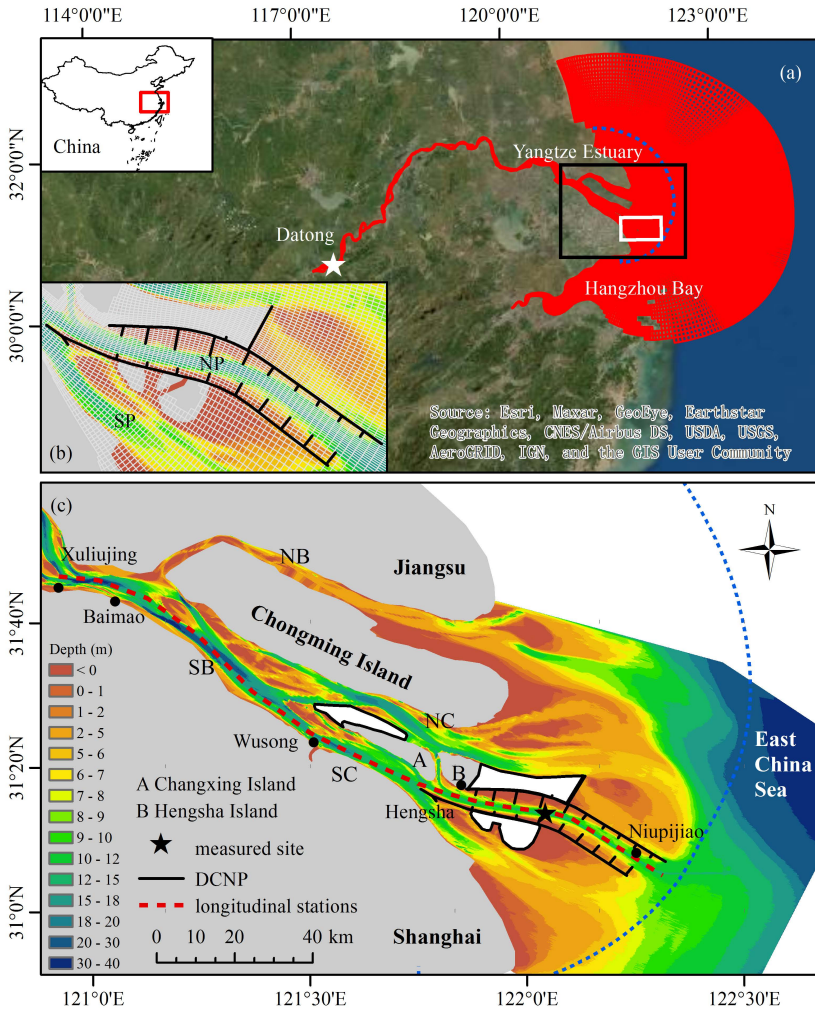 114°0'0"E
117°0'0"E
120°0'0"E
123°0'0"E
(a)
China
Yangtze Estuary
32°0'0"N
Datong
Hangzhou Bay
30°0'0"N
NP
SP
(b)
Source: Esri, Maxar, GeoEye, Earthstar
Geographics, CNES/Airbus DS, USDA, USGS,
AeroGRID, IGN, and the GIS User Community
(c)
N
Xuliujing
NB
Jiangsu
Baimao
31°40'E
Chongming Island
Depth (m)
< 0
0 - 1
1 - 2
2 - 5
5 - 6
6 - 7
7 - 8
8 - 9
9 - 10
10 - 12
12 - 15
15 - 18
18 - 20
20 - 30
30 - 40
SB
NC
Wusong
SC
31°20'E
East
China
Sea
A
B
A Changxing Island
B Hengsha Island
Hengsha
Niupijiao
measured site
DCNP
longitudinal stations
31°0'E
0 10 20 40 km
Shanghai
121°0'E
121°30'E
122°0'E
122°30'E